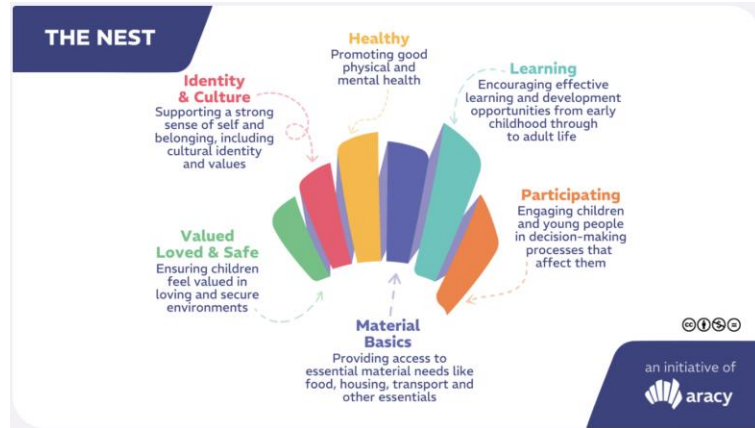 THE NEST
Healthy
Promoting good
physical and
mental health
Identity
& Culture
Supporting a strong
sense of self and
belonging, including
cultural identity
and values
Learning
Encouraging effective
learning and development
opportunities from early
childhood through
to adult life
Valued
Loved & Safe
Ensuring children
feel valued in
loving and secure
environments
Participating
Engaging children
and young people
in decision-making
processes that
affect them
Material
Basics
Providing access to
essential material needs like
food, housing, transport and
other essentials
cc
an initiative of
aracy